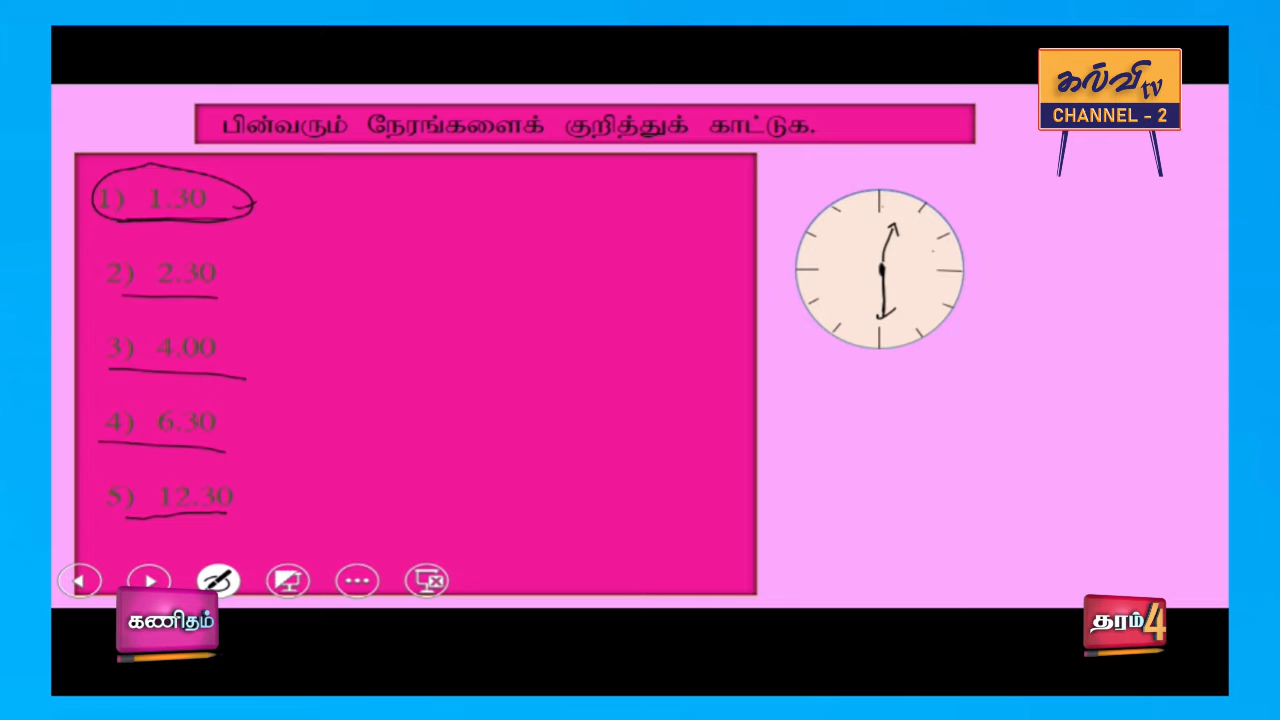 கல்வி tv
CHANNEL - 2
பின்வரும் நேரங்களைக் குறித்துக் காட்டுக.
1) 1.30
2) 2.30
3) 4.00
4) 6.30
5) 12.30
கணிதம்
தரம் 4